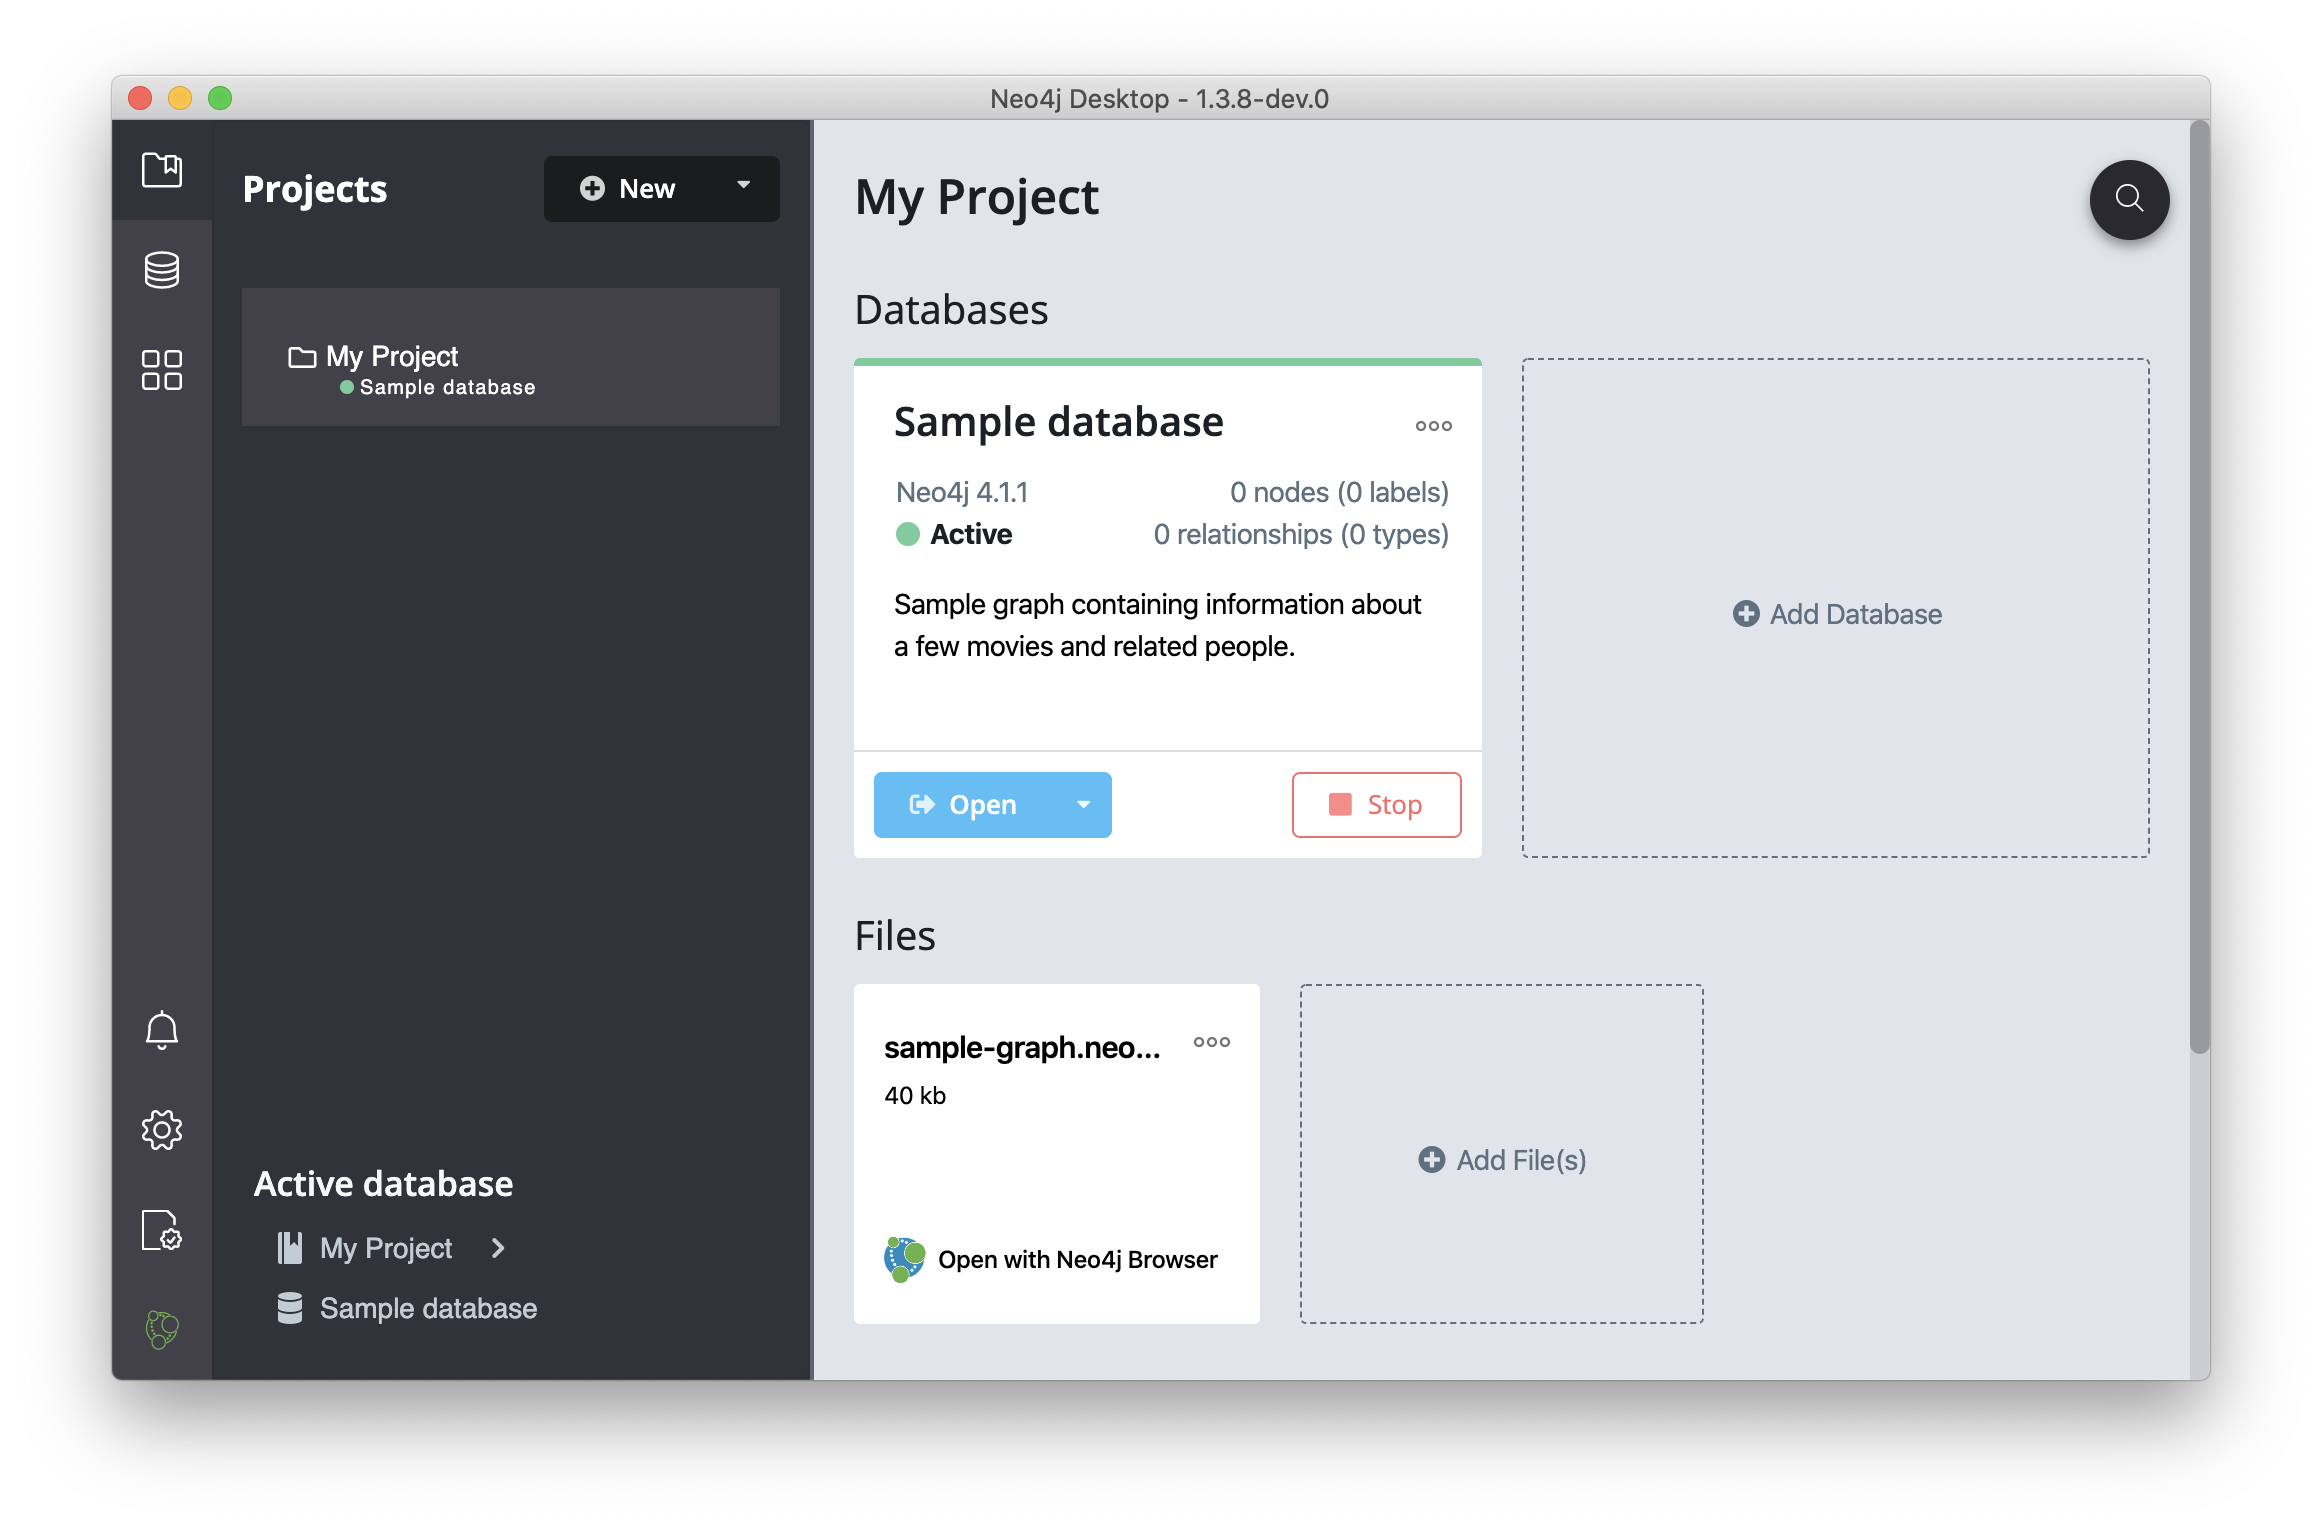 Neo4j Desktop - 1.3.8-dev.0
Projects
New
My Project
Sample database
Active database
My Project
Sample database
My Project
Databases
Sample database
Neo4j 4.1.1
0 nodes (0 labels)
Active
0 relationships (0 types)
Sample graph containing information about
a few movies and related people.
Open
Stop
Add Database
Files
sample-graph.neo...
40 kb
Open with Neo4j Browser
Add File(s)